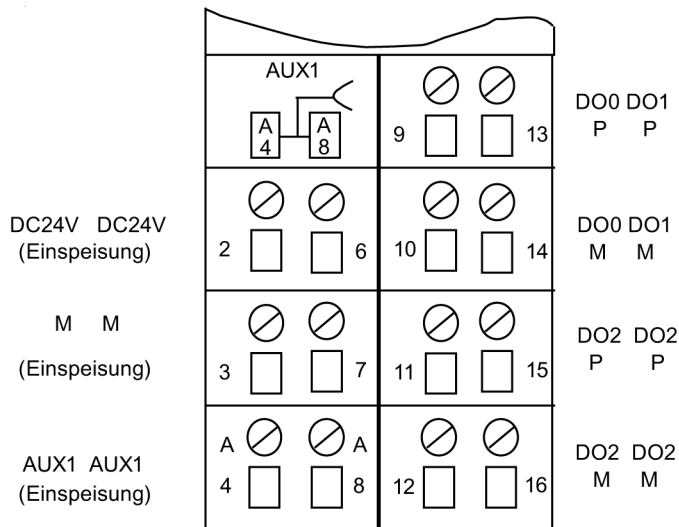 AUX1
A A
4 8
9 13
DO0 DO1
P P
DC24V DC24V
(Einspeisung)
2 6
10 14
DO0 DO1
M M
M M
(Einspeisung)
3 7
11 15
DO2 DO2
P P
AUX1 AUX1
(Einspeisung)
A A
4 8
12 16
DO2 DO2
M M